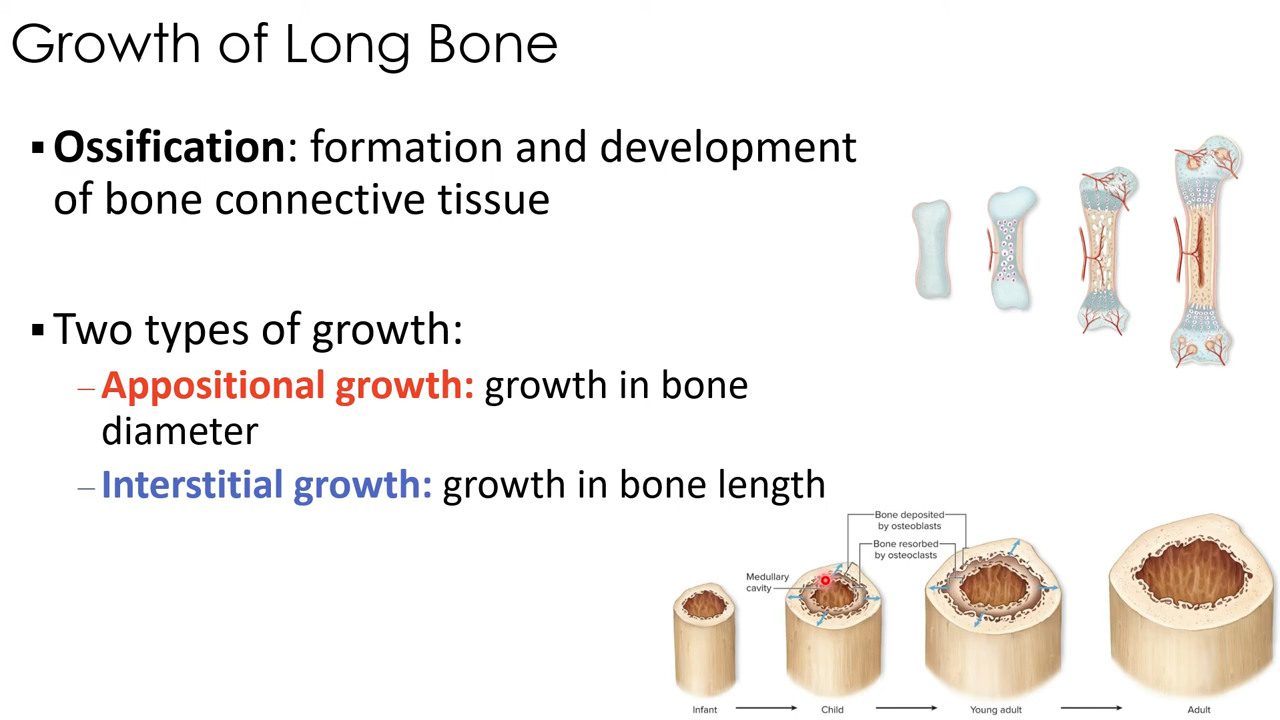 Growth of Long Bone
▪ Ossification: formation and development
of bone connective tissue
▪ Two types of growth:
– Appositional growth: growth in bone
diameter
– Interstitial growth: growth in bone length
Bone deposited
by osteoblasts
Bone resorbed
by osteoclasts
Medullary
cavity
Infant
Child
Young adult
Adult